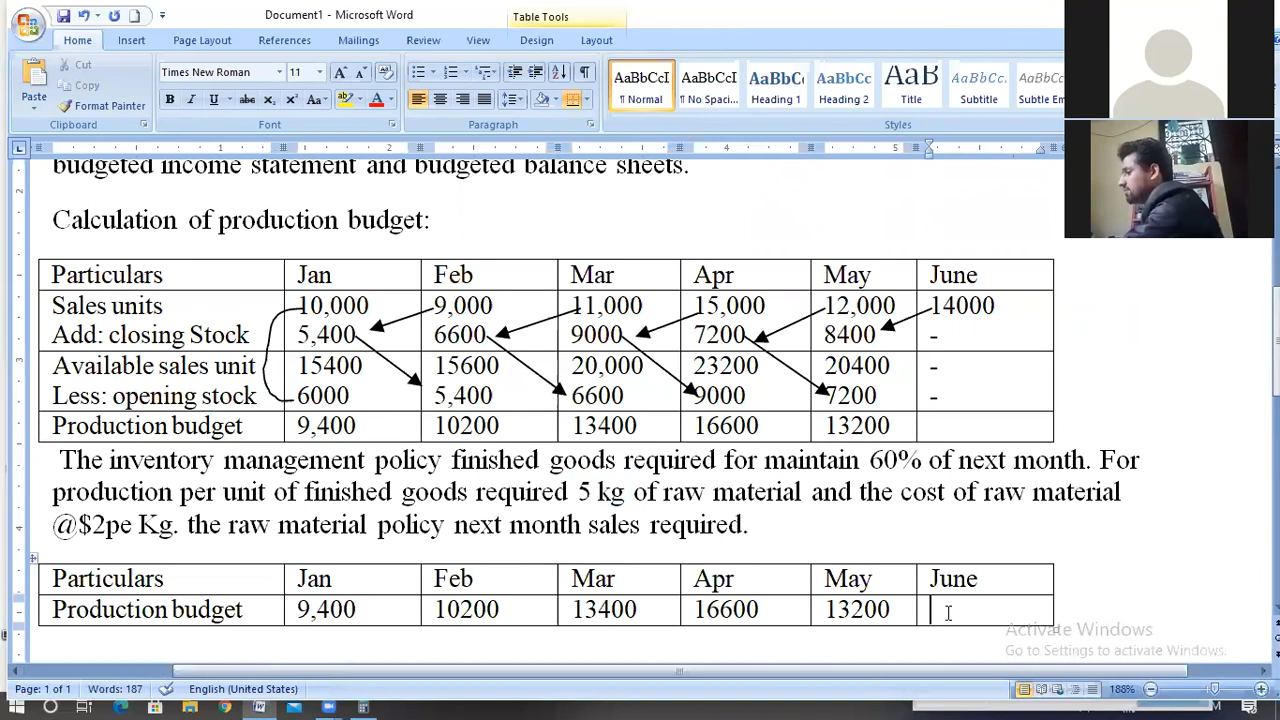 Document1 - Microsoft Word
Table Tools
Home Insert Page Layout References Mailings Review View Design Layout
Cut
Copy
Paste
Format Painter
Clipboard
Times New Roman 11
Font
Paragraph
AaBbCcI AaBbCcI AaBbC AaBbCc AaB AaBbCc. AaBbCc
¶ Normal ¶ No Spaci... Heading 1 Heading 2 Title Subtitle Subtle Em
Styles
1 2 3 4 5
budgeted income statement and budgeted balance sheets.
Calculation of production budget:
Particulars Jan Feb Mar Apr May June
Sales units 10,000 9,000 11,000 15,000 12,000 14000
Add: closing Stock 5,400 6600 9000 7200 8400 -
Available sales unit 15400 15600 20,000 23200 20400 -
Less: opening stock 6000 5,400 6600 9000 7200 -
Production budget 9,400 10200 13400 16600 13200
The inventory management policy finished goods required for maintain 60% of next month. For
production per unit of finished goods required 5 kg of raw material and the cost of raw material
@$2pe Kg. the raw material policy next month sales required.
Particulars Jan Feb Mar Apr May June
Production budget 9,400 10200 13400 16600 13200
Activate Windows
Go to Settings to activate Windows.
Page: 1 of 1 Words: 187 English (United States) 188%